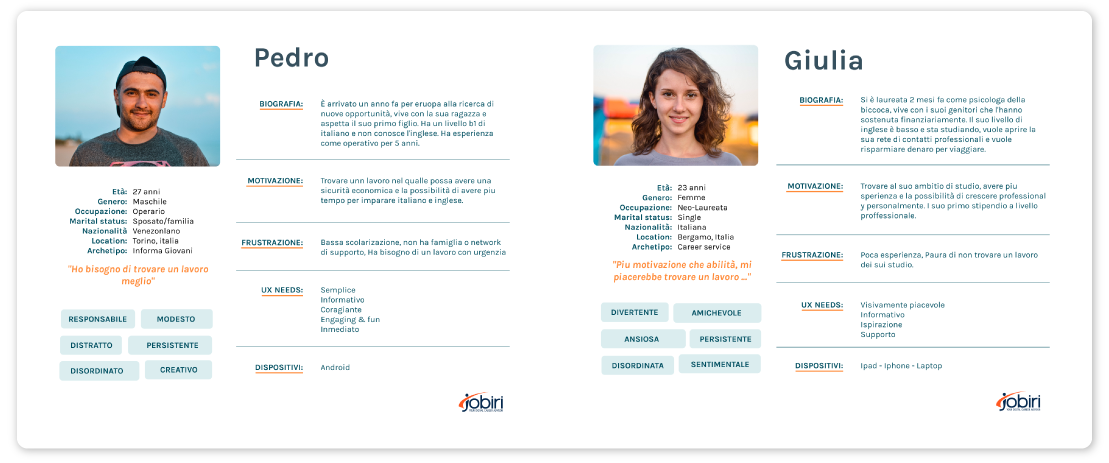 Pedro
BIOGRAFIA:
È arrivato un anno fa per eruopa alla ricerca di
nuove opportunità, vive con la sua ragazza e
aspetta il suo primo figlio. Ha un livello b1 di
italiano e non conosce l'inglese. Ha esperienza
come operativo per 5 anni.
MOTIVAZIONE:
Trovare unn lavoro nel qualle possa avere una
sicurità economica e la possibilità di avere piu
tempo per imparare italiano e inglese.
FRUSTRAZIONE:
Bassa scolarizazione, non ha famiglia o network
di supporto, Ha bisogno di un lavoro con urgenzia
UX NEEDS:
Semplice
Informativo
Coragiante
Engaging & fun
Inmediato
DISPOSITIVI:
Android
Età: 27 anni
Genero: Maschile
Occupazione: Operario
Marital status: Sposato/familia
Nazionalità Venezonlano
Location: Torino, italia
Archetipo: Informa Giovani
"Ho bisogno di trovare un lavoro
meglio"
RESPONSABILE
MODESTO
DISTRATTO
PERSISTENTE
DISORDINATO
CREATIVO
jobiri
Giulia
BIOGRAFIA:
Si è laureata 2 mesi fa come psicologa della
biccoca, vive con i suoi genitori che l'hanno
sostenuta finanziariamente. Il suo livello di
inglese è basso e sta studiando, vuole aprire la
sua rete di contatti professionali e vuole
risparmiare denaro per viaggiare.
MOTIVAZIONE:
Trovare al suo ambitio di studio, avere piu
sperienza e la possibilità di crescere professional
y personalmente. I suo primo stipendio a livello
proffessionale.
FRUSTRAZIONE:
Poca esperienza, Paura di non trovare un lavoro
dei sui studio.
UX NEEDS:
Visivamente piacevole
Informativo
Ispirazione
Supporto
DISPOSITIVI:
Ipad - Iphone - Laptop
Età: 23 anni
Genero: Femme
Occupazione: Neo-Laureata
Marital status: Single
Nazionalità: Italiana
Location: Bergamo, Italia
Archetipo: Career service
"Piu motivazione che abilità, mi
piacerebbe trovare un lavoro ..."
DIVERTENTE
AMICHEVOLE
ANSIOSA
PERSISTENTE
DISORDINATA
SENTIMENTALE
jobiri